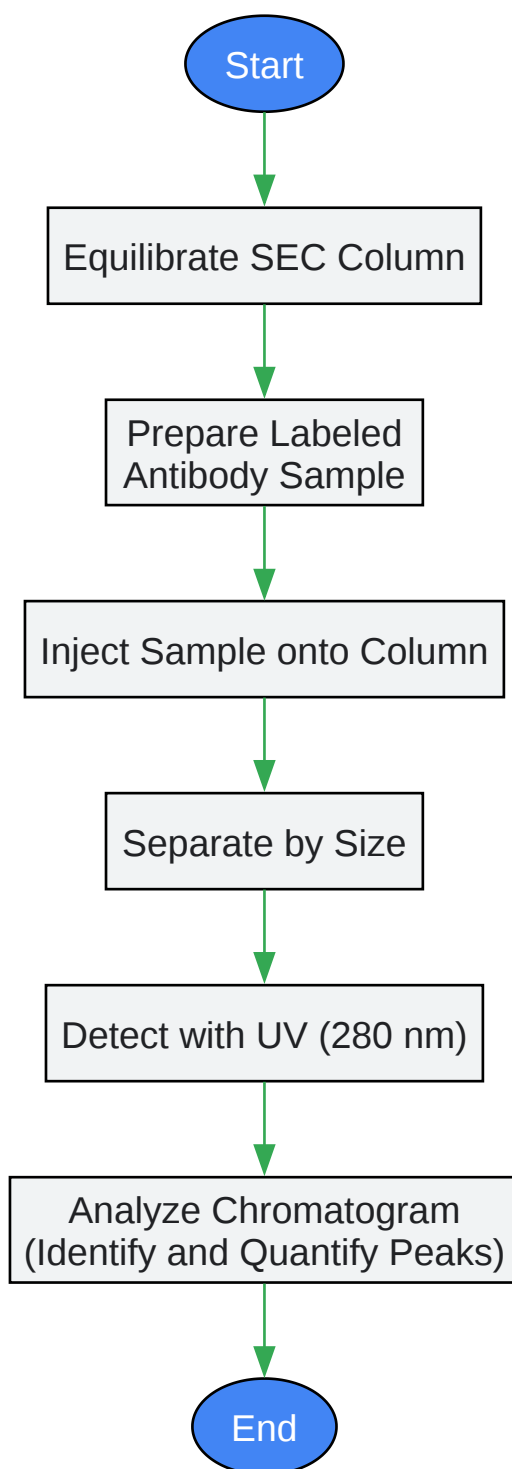 Start
Equilibrate SEC Column
Prepare Labeled
Antibody Sample
Inject Sample onto Column
Separate by Size
Detect with UV (280 nm)
Analyze Chromatogram
(Identify and Quantify Peaks)
End